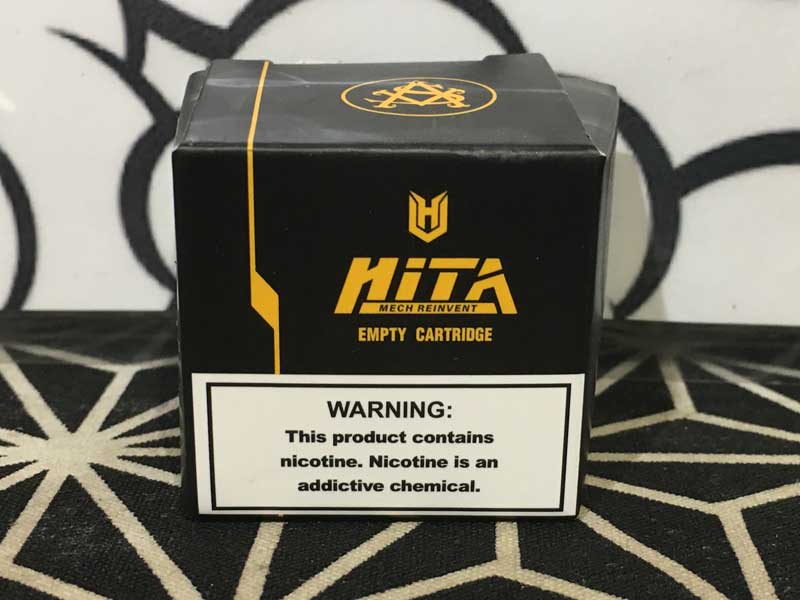 HiTA
MECH REINVENT
EMPTY CARTRIDGE
WARNING:
This product contains
nicotine. Nicotine is an
addictive chemical.